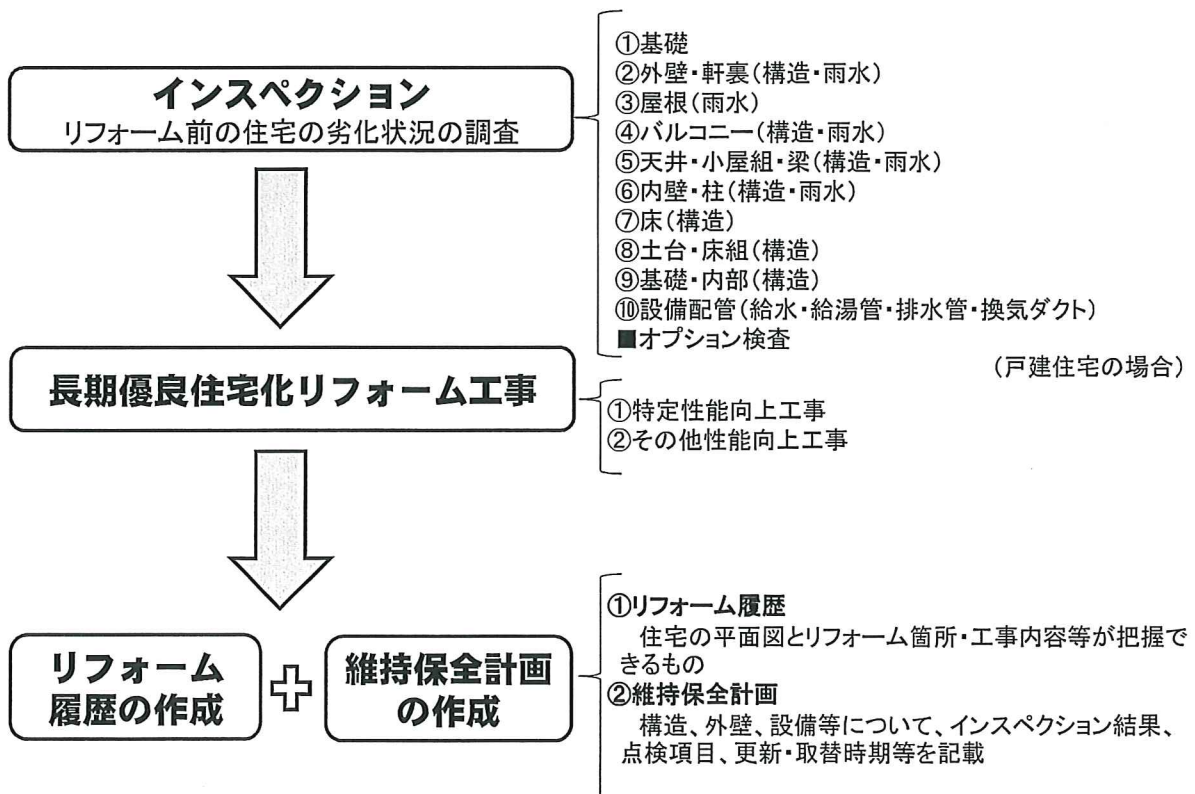 インスペクション
リフォーム前の住宅の劣化状況の調査
①基礎
②外壁・軒裏(構造・雨水)
③屋根(雨水)
④バルコニー(構造・雨水)
⑤天井・小屋組・梁(構造・雨水)
⑥内壁・柱(構造・雨水)
⑦床(構造)
⑧土台・床組(構造)
⑨基礎・内部(構造)
⑩設備配管(給水・給湯管・排水管・換気ダクト)
■オプション検査
(戸建住宅の場合)
長期優良住宅化リフォーム工事
①特定性能向上工事
②その他性能向上工事
リフォーム
履歴の作成
維持保全計画
の作成
①リフォーム履歴
住宅の平面図とリフォーム箇所・工事内容等が把握で
きるもの
②維持保全計画
構造、外壁、設備等について、インスペクション結果、
点検項目、更新・取替時期等を記載